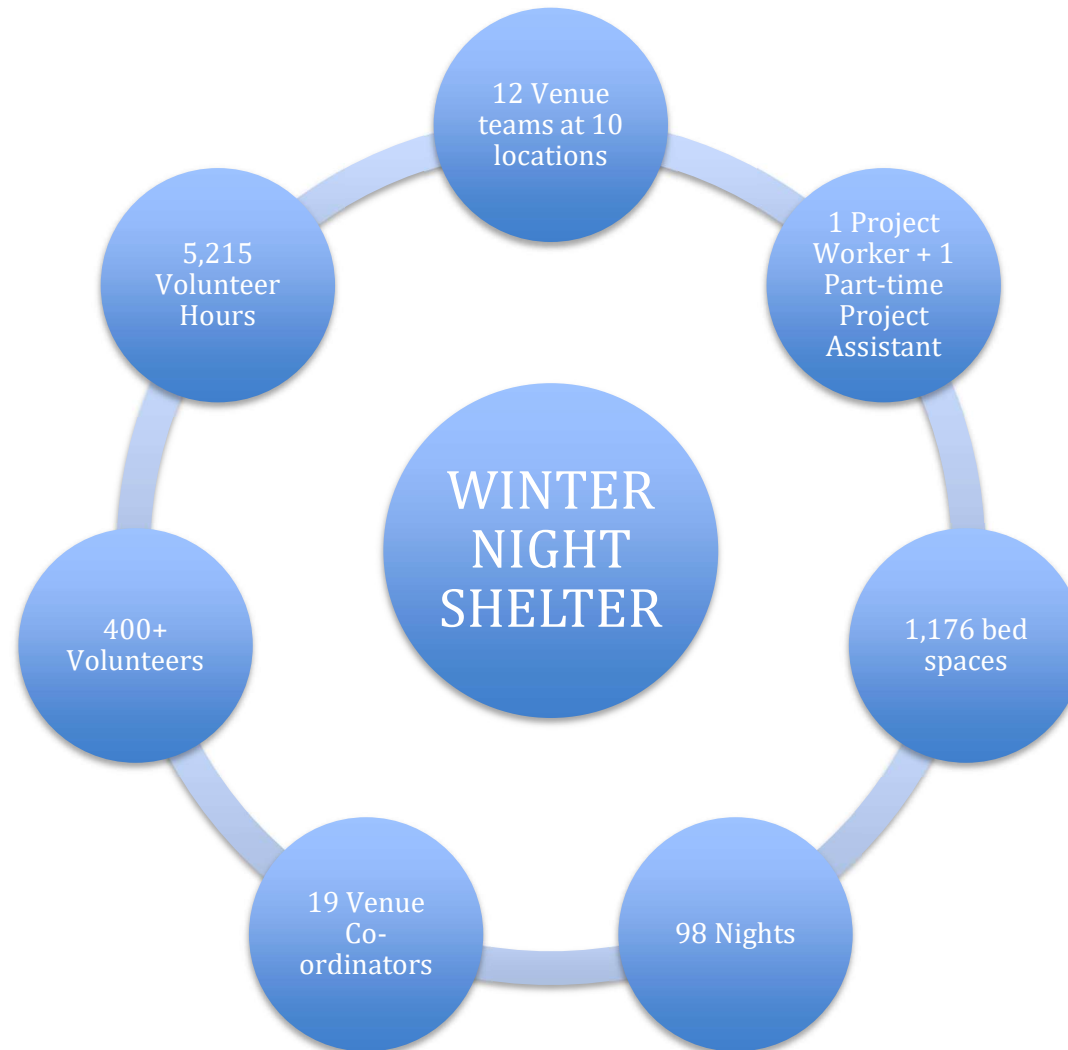 12 Venue
teams at 10
locations
1 Project
Worker + 1
Part-time
Project
Assistant
1,176 bed
spaces
98 Nights
19 Venue
Co-
ordinators
400+
Volunteers
5,215
Volunteer
Hours
WINTER
NIGHT
SHELTER